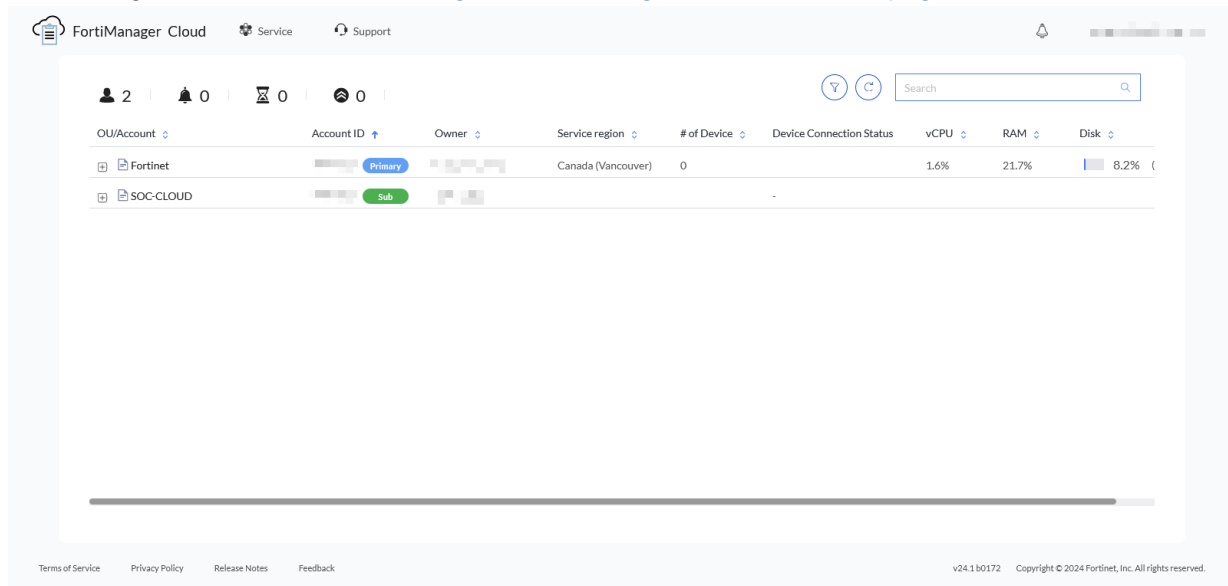 FortiManager Cloud Service Support
2 0 0 0 Search
OU/Account Account ID Owner Service region # of Device Device Connection Status vCPU RAM Disk
Fortinet Primary Canada (Vancouver) 0 1.6% 21.7% 8.2% (
SOC-CLOUD Sub -
Terms of Service Privacy Policy Release Notes Feedback v24.1 b0172 Copyright © 2024 Fortinet, Inc. All rights reserved.